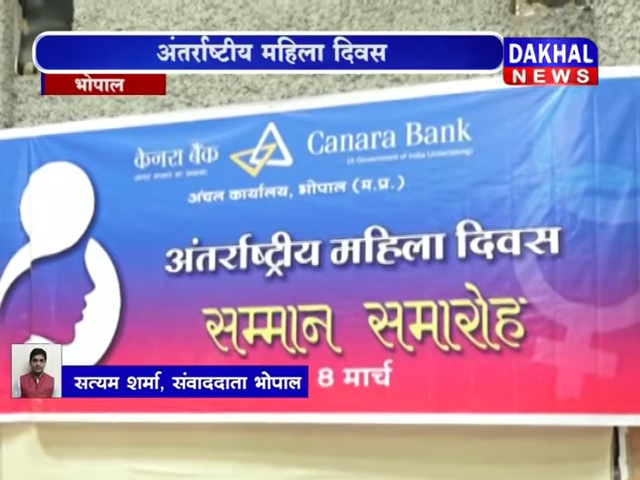 अंतर्राष्टीय महिला दिवस
DAKHAL
NEWS
भोपाल
केनरा बैंक
Canara Bank
(A Government of India Undertaking)
अंचल कार्यालय, भोपाल (म.प्र.)
अंतर्राष्ट्रीय महिला दिवस
सम्मान समारोह
8 मार्च
सत्यम शर्मा, संवाददाता भोपाल